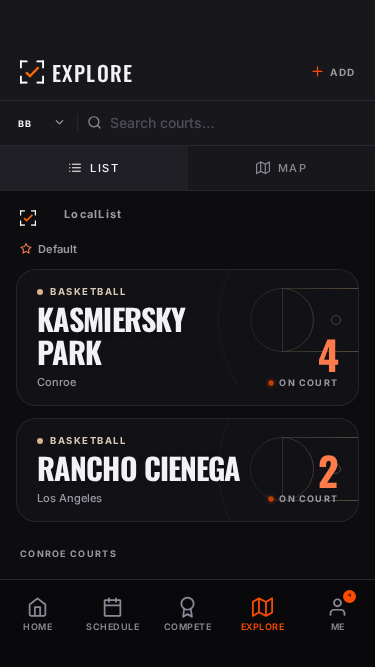 EXPLORE
ADD
BB
Search courts...
LIST
MAP
LocalList
Default
BASKETBALL
KASMIERSKY
PARK
4
Conroe
ON COURT
BASKETBALL
RANCHO CIENEGA
2
Los Angeles
ON COURT
CONROE COURTS
HOME
SCHEDULE
COMPETE
EXPLORE
ME